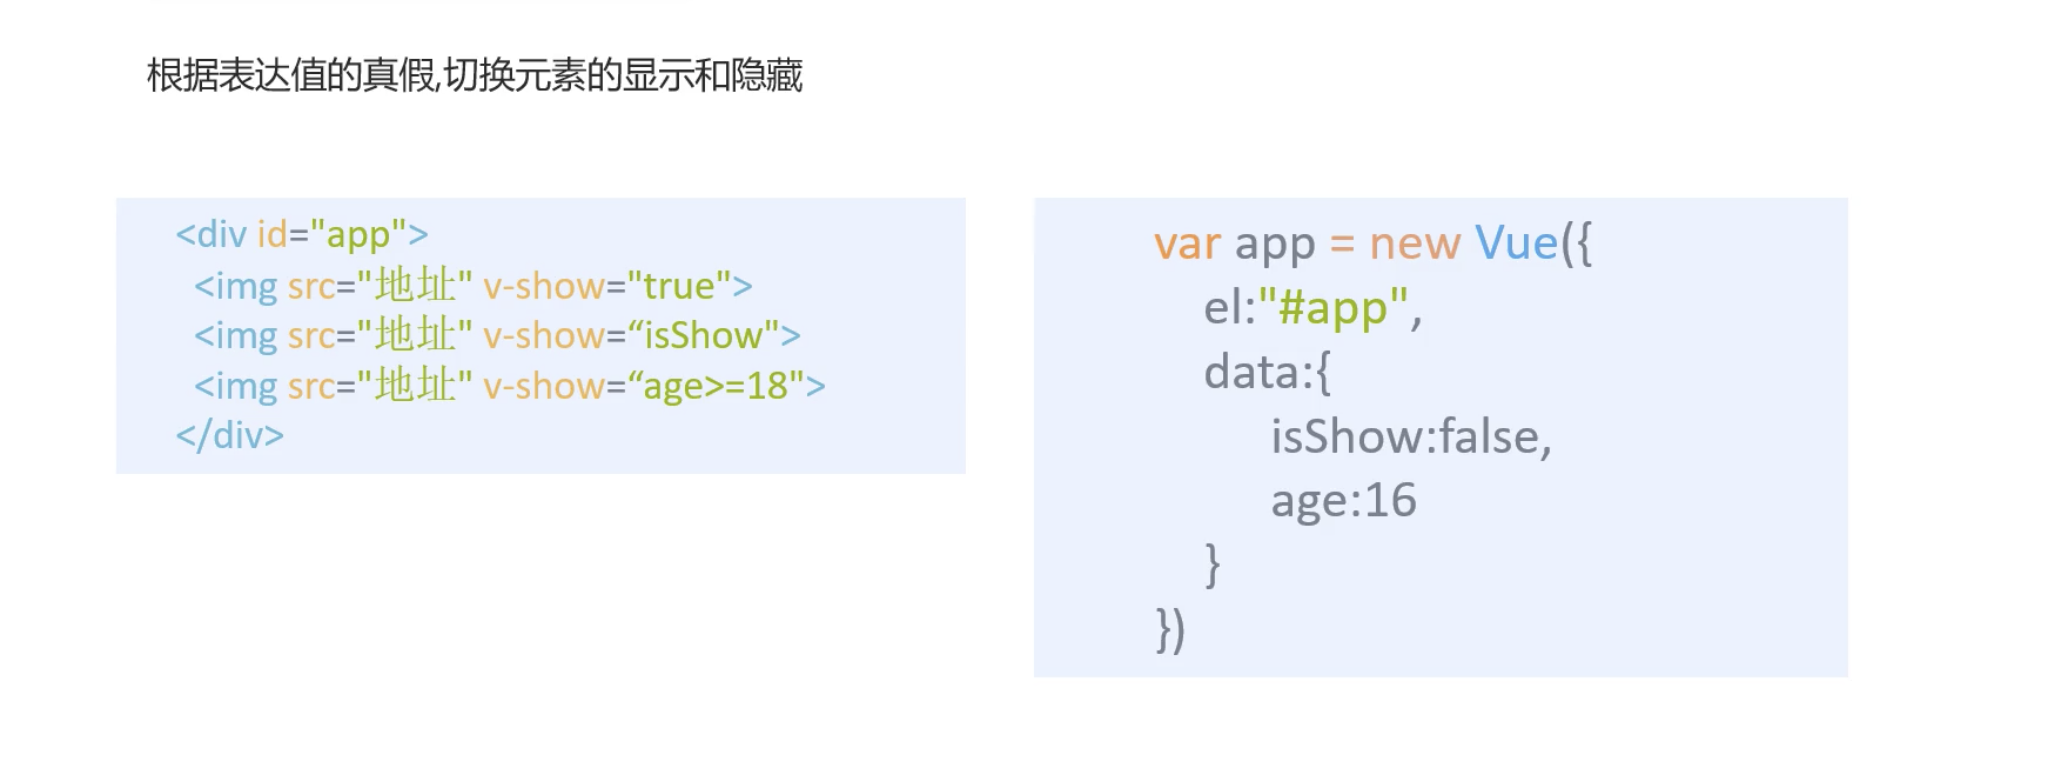 根据表达值的真假,切换元素的显示和隐藏
<div id="app">
<img src="地址" v-show="true">
<img src="地址" v-show=“isShow">
<img src="地址" v-show=“age>=18">
</div>
var app = new Vue({
el:"#app",
data:{
isShow:false,
age:16
}
})